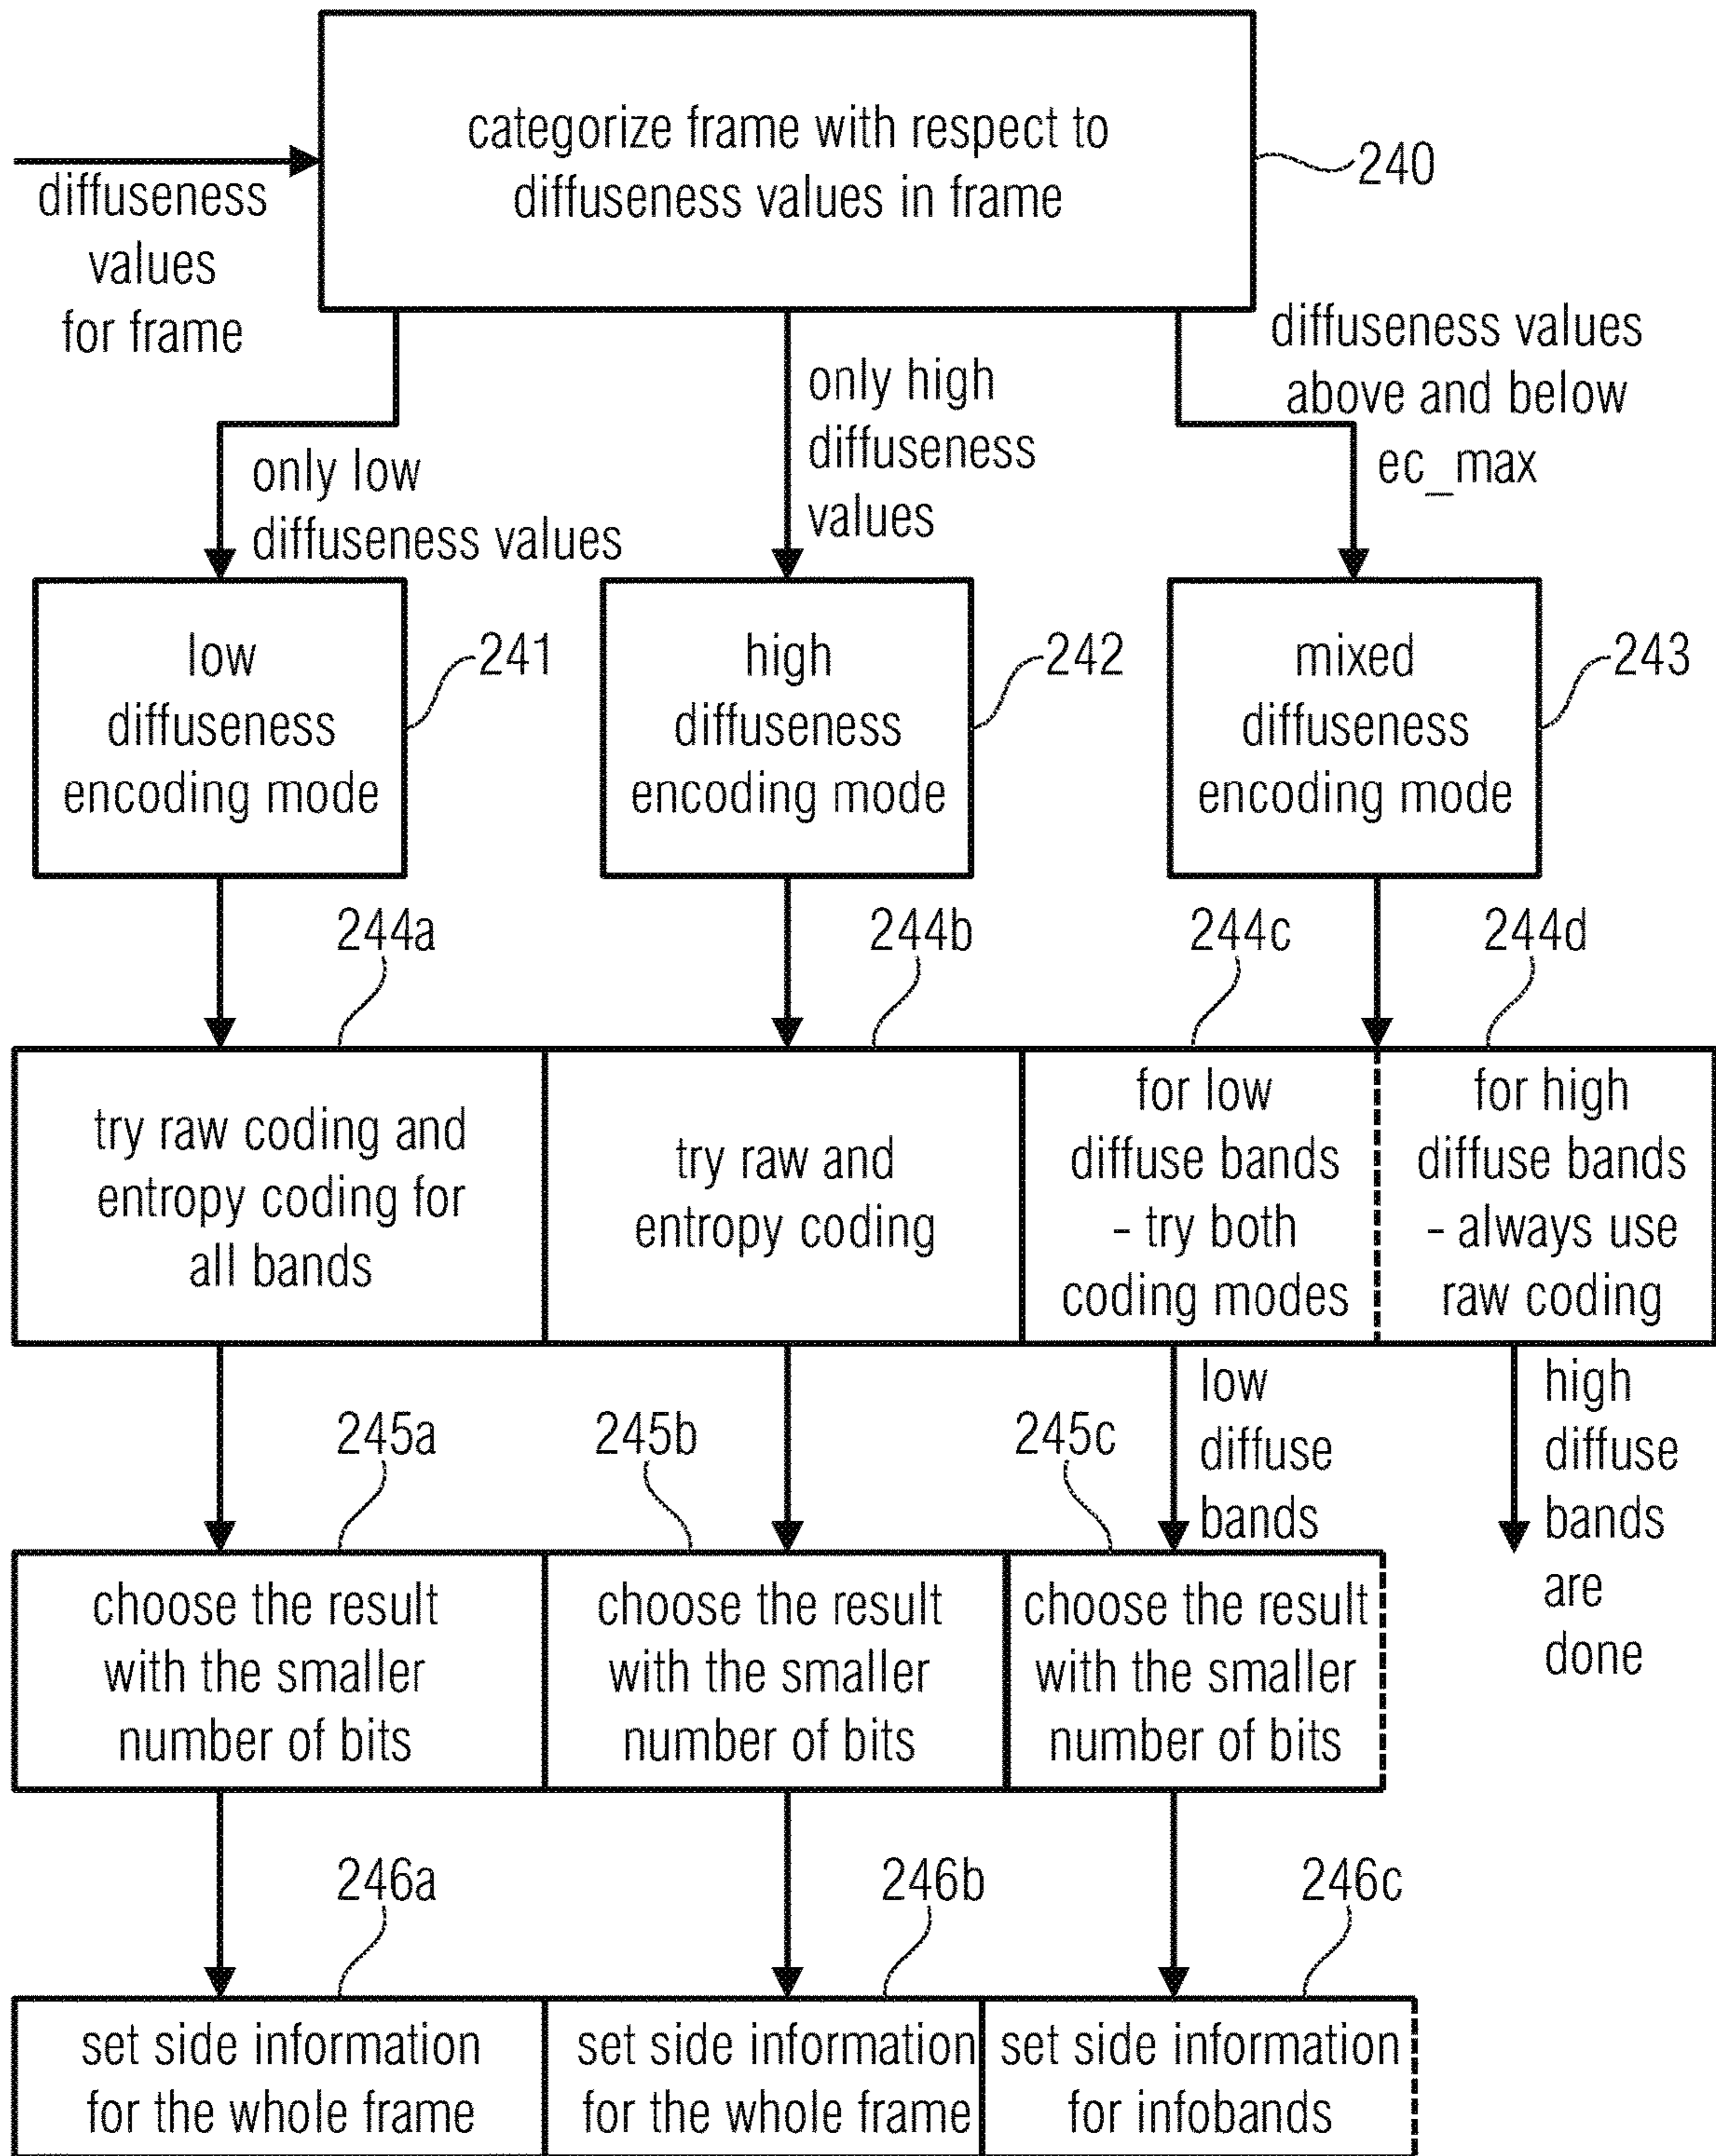 categorize frame with respect to
diffuseness values in frame
240
diffuseness
values
for frame
only low
diffuseness values
only high
diffuseness
values
diffuseness values
above and below
ec_max
low
diffuseness
encoding mode
241
high
diffuseness
encoding mode
242
mixed
diffuseness
encoding mode
243
244a
244b
244c
244d
try raw coding and
entropy coding for
all bands
try raw and
entropy coding
for low
diffuse bands
- try both
coding modes
for high
diffuse bands
- always use
raw coding
245a
245b
245c
low
diffuse
bands
high
diffuse
bands
are
done
choose the result
with the smaller
number of bits
choose the result
with the smaller
number of bits
choose the result
with the smaller
number of bits
246a
246b
246c
set side information
for the whole frame
set side information
for the whole frame
set side information
for infobands